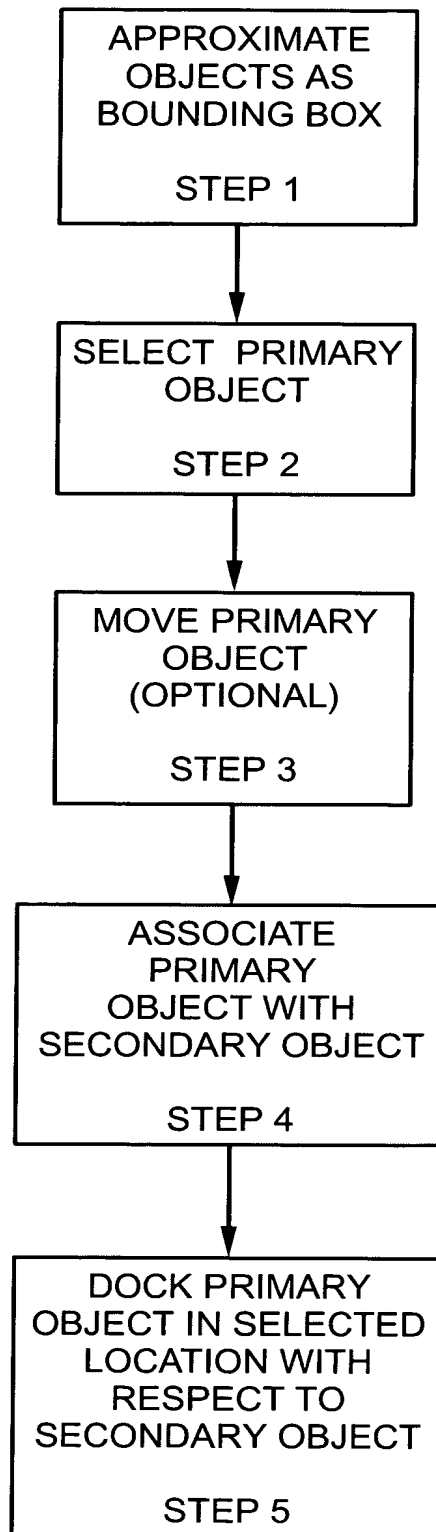 APPROXIMATE
OBJECTS AS
BOUNDING BOX
STEP 1
SELECT PRIMARY
OBJECT
STEP 2
MOVE PRIMARY
OBJECT
(OPTIONAL)
STEP 3
ASSOCIATE
PRIMARY
OBJECT WITH
SECONDARY OBJECT
STEP 4
DOCK PRIMARY
OBJECT IN SELECTED
LOCATION WITH
RESPECT TO
SECONDARY OBJECT
STEP 5